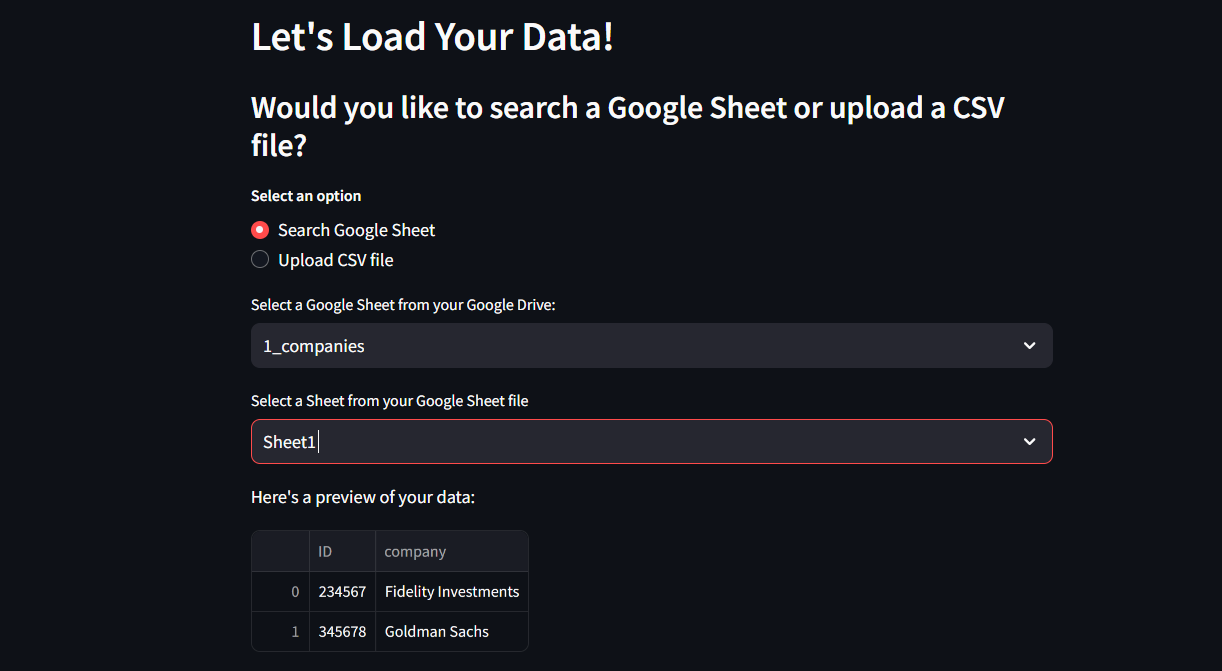 Let's Load Your Data!
Would you like to search a Google Sheet or upload a CSV
file?
Select an option
Search Google Sheet
Upload CSV file
Select a Google Sheet from your Google Drive:
1_companies
Select a Sheet from your Google Sheet file
Sheet1
Here's a preview of your data:
ID company
0 234567 Fidelity Investments
1 345678 Goldman Sachs